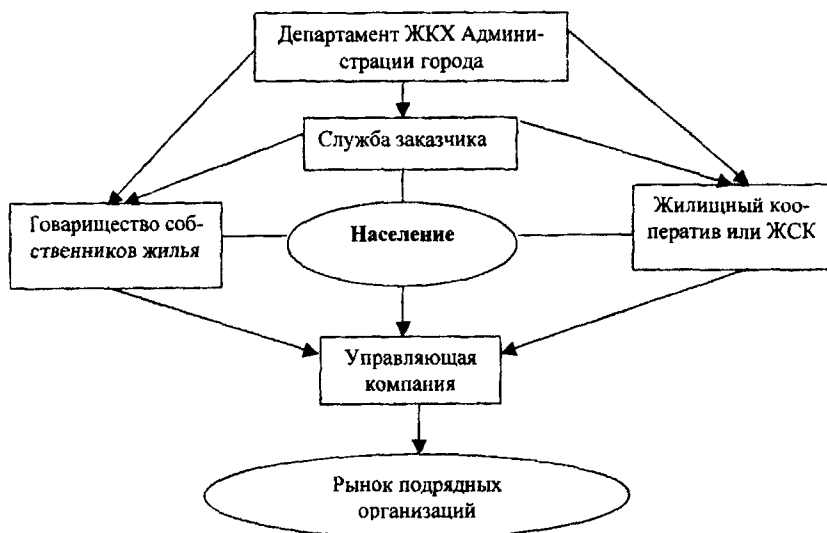 Департамент ЖКХ Админи-
страции города
Служба заказчика
Говарищество соб-
ственников жилья
Население
Жилищный коо-
ператив или ЖСК
Управляющая
компания
Рынок подрядных
организаций